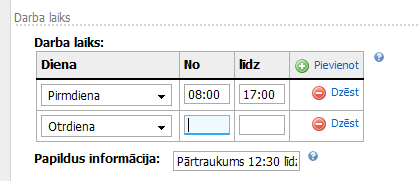 Darba laiks
Darba laiks:
Diena No līdz Pievienot
Pirmdiena 08:00 17:00 Dzēst
Otrdiena Dzēst
Papildus informācija: Pārtraukums 12:30 līdz